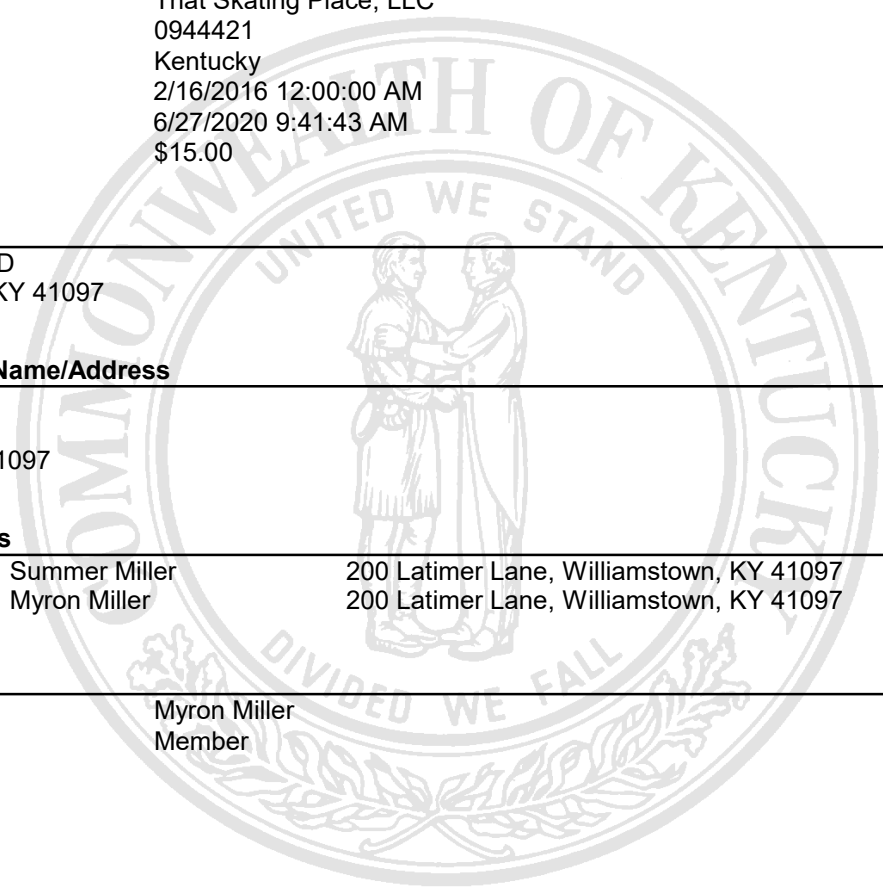 That Skating Place, LLC
0944421
Kentucky
2/16/2016 12:00:00 AM
6/27/2020 9:41:43 AM
$15.00
D
KY 41097
Name/Address
1097
s
Summer Miller 200 Latimer Lane, Williamstown, KY 41097
Myron Miller 200 Latimer Lane, Williamstown, KY 41097
Myron Miller
Member
COMMONWEALTH OF KENTUCKY
UNITED WE STAND
DIVIDED WE FALL